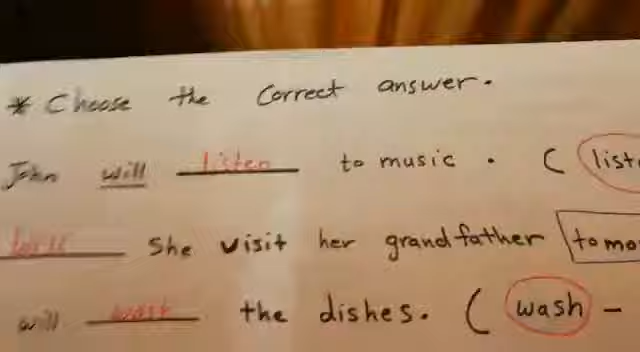 * Choose the correct answer.
John will listen to music. ( list
will She visit her grandfather tomo
will wash the dishes. ( wash –